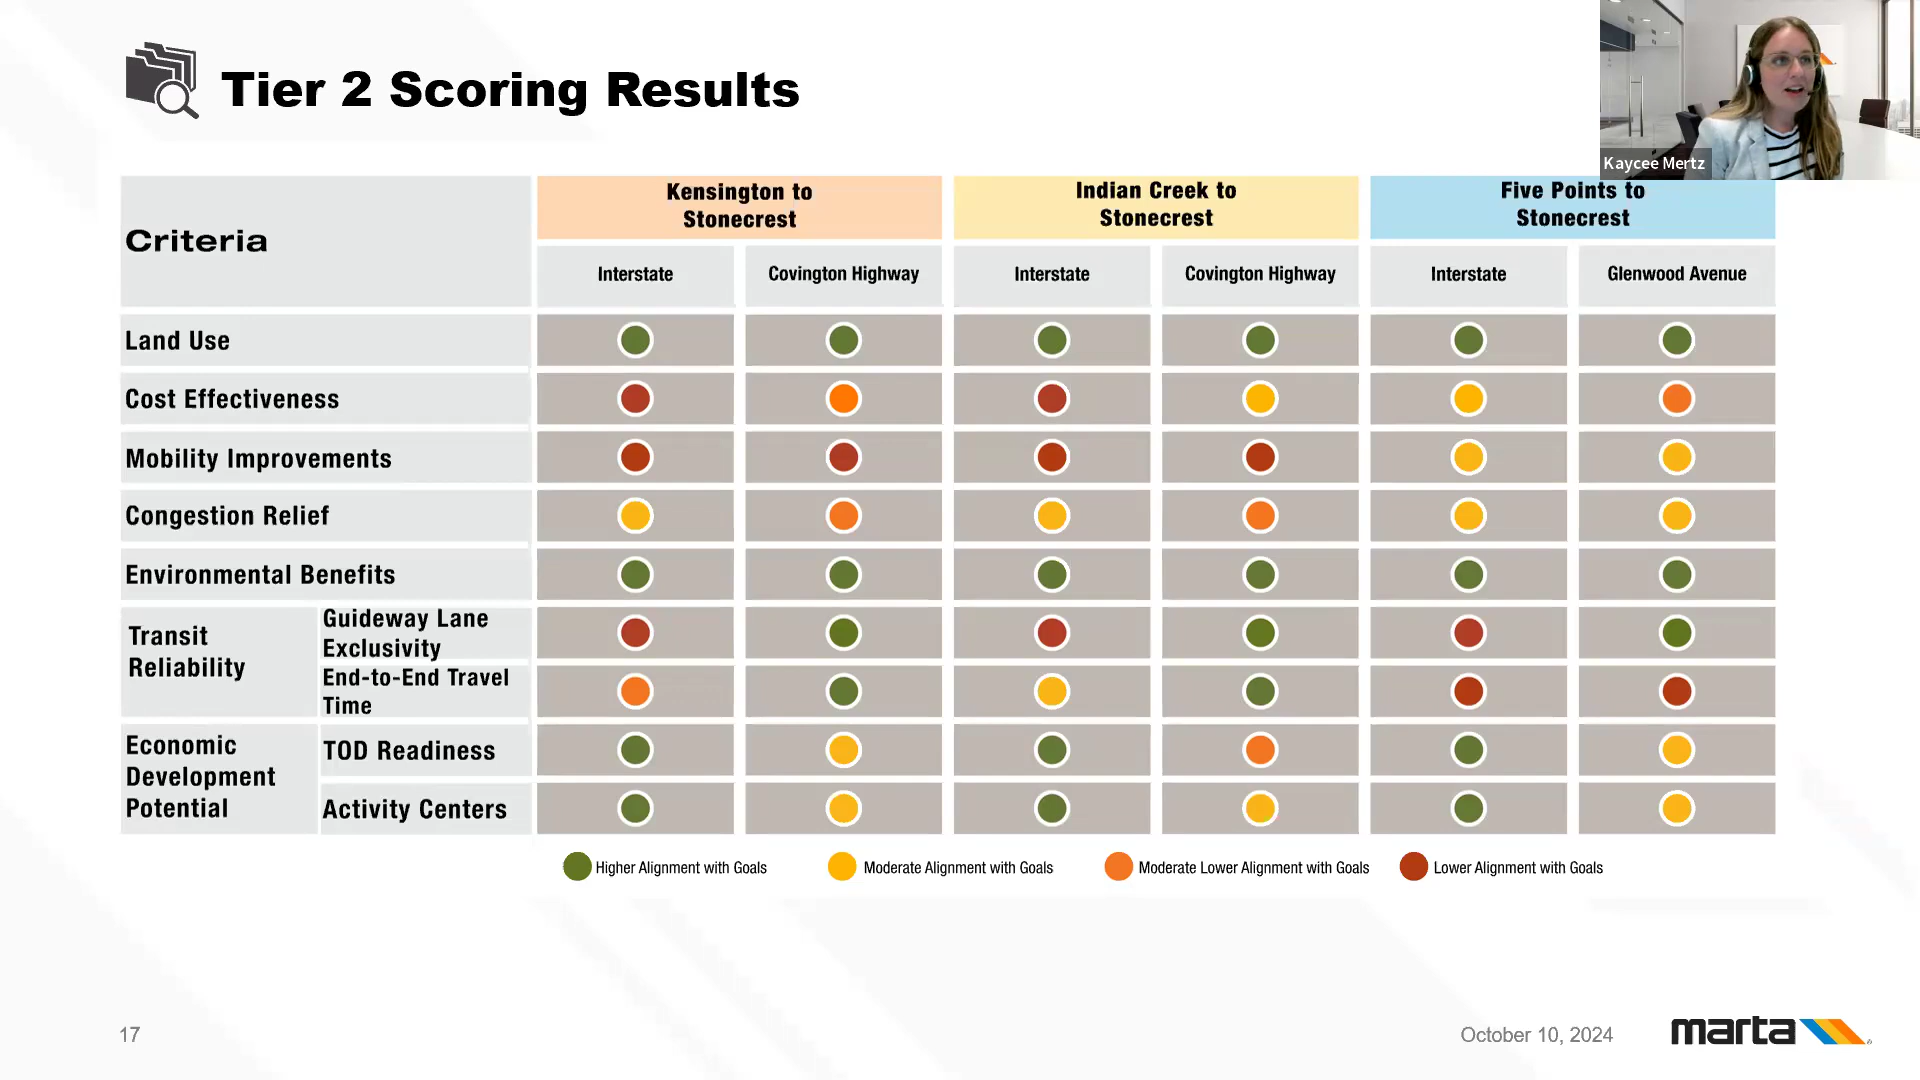 Tier 2 Scoring Results
Kaycee Mertz
Criteria
Kensington to
Stonecrest
Indian Creek to
Stonecrest
Five Points to
Stonecrest
Interstate
Covington Highway
Interstate
Covington Highway
Interstate
Glenwood Avenue
Land Use
Cost Effectiveness
Mobility Improvements
Congestion Relief
Environmental Benefits
Transit
Reliability
Guideway Lane
Exclusivity
End-to-End Travel
Time
Economic
Development
Potential
TOD Readiness
Activity Centers
Higher Alignment with Goals
Moderate Alignment with Goals
Moderate Lower Alignment with Goals
Lower Alignment with Goals
17
October 10, 2024
marta